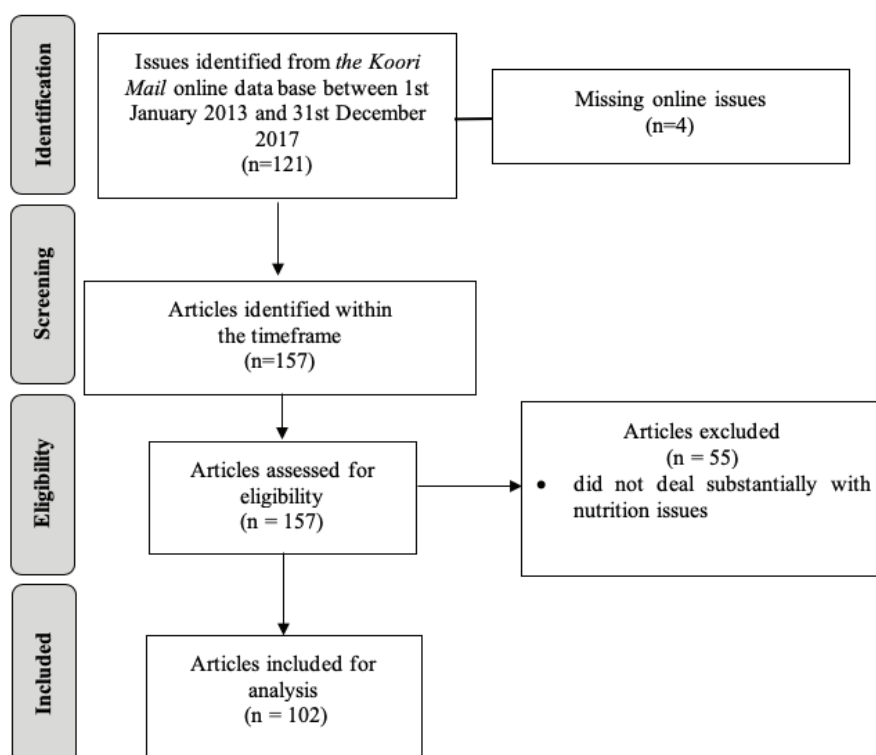 Identification
Issues identified from the Koori
Mail online data base between 1st
January 2013 and 31st December
2017
(n=121)
Missing online issues
(n=4)
Screening
Articles identified within
the timeframe
(n=157)
Eligibility
Articles assessed for
eligibility
(n = 157)
Articles excluded
(n = 55)
• did not deal substantially with
nutrition issues
Included
Articles included for
analysis
(n = 102)